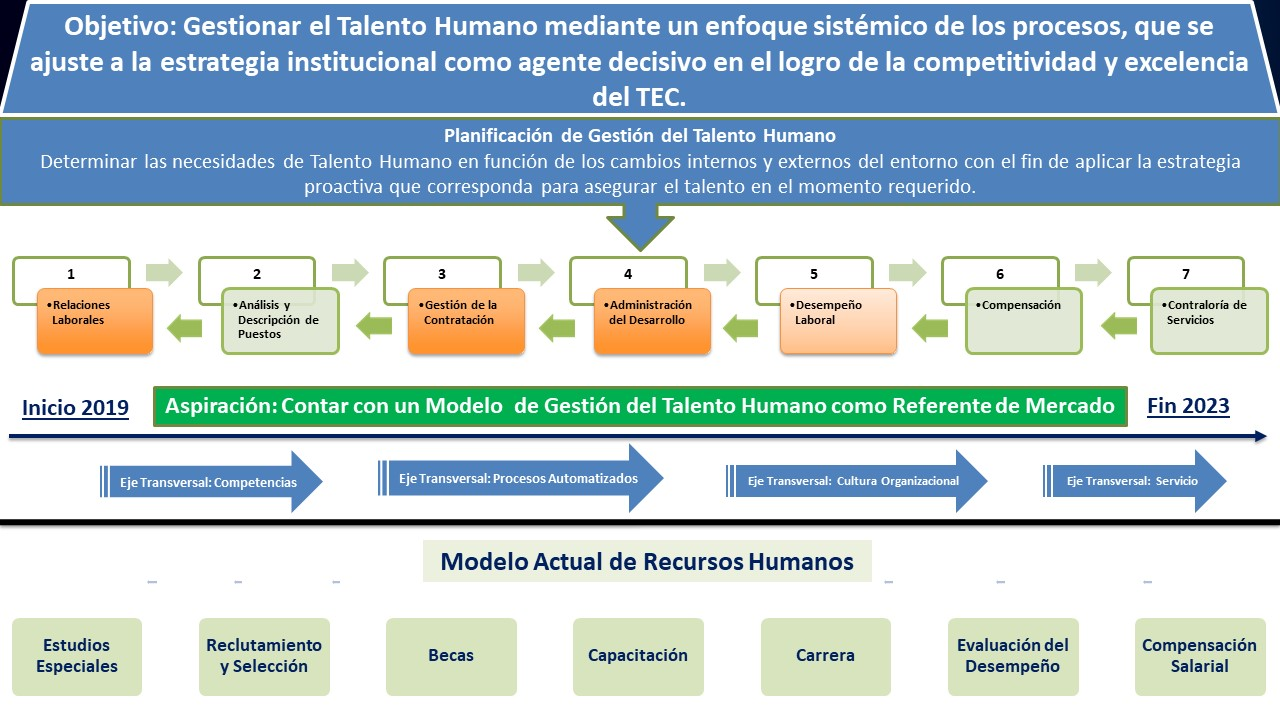 Objetivo: Gestionar el Talento Humano mediante un enfoque sistémico de los procesos, que se
ajuste a la estrategia institucional como agente decisivo en el logro de la competitividad y excelencia
del TEC.
Planificación de Gestión del Talento Humano
Determinar las necesidades de Talento Humano en función de los cambios internos y externos del entorno con el fin de aplicar la estrategia
proactiva que corresponda para asegurar el talento en el momento requerido.
1
•Relaciones
Laborales
2
•Análisis y
Descripción de
Puestos
3
•Gestión de la
Contratación
4
•Administración
del Desarrollo
5
•Desempeño
Laboral
6
•Compensación
7
•Contraloría de
Servicios
Inicio 2019
Aspiración: Contar con un Modelo de Gestión del Talento Humano como Referente de Mercado
Fin 2023
Eje Transversal: Competencias
Eje Transversal: Procesos Automatizados
Eje Transversal: Cultura Organizacional
Eje Transversal: Servicio
Modelo Actual de Recursos Humanos
Estudios
Especiales
Reclutamiento
y Selección
Becas
Capacitación
Carrera
Evaluación del
Desempeño
Compensación
Salarial